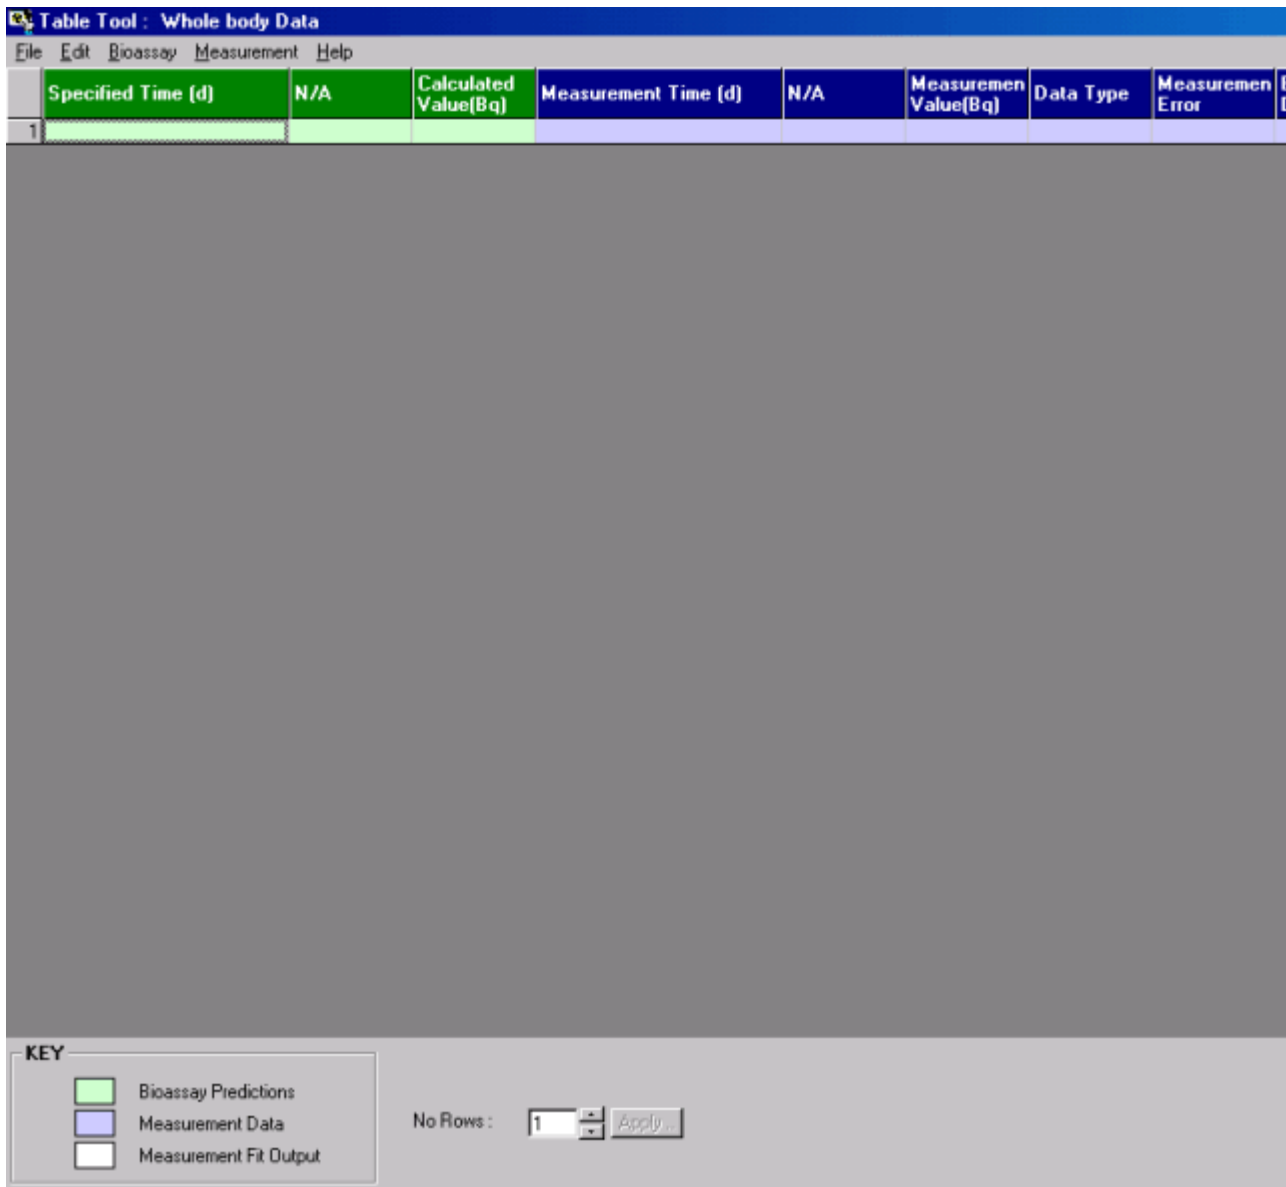 Table Tool : Whole body Data
File Edit Bioassay Measurement Help
Specified Time (d) N/A Calculated Value(Bq) Measurement Time (d) N/A Measuremen Value(Bq) Data Type Measuremen Error
1
KEY
Bioassay Predictions
Measurement Data
Measurement Fit Output
No Rows : 1 Apply...